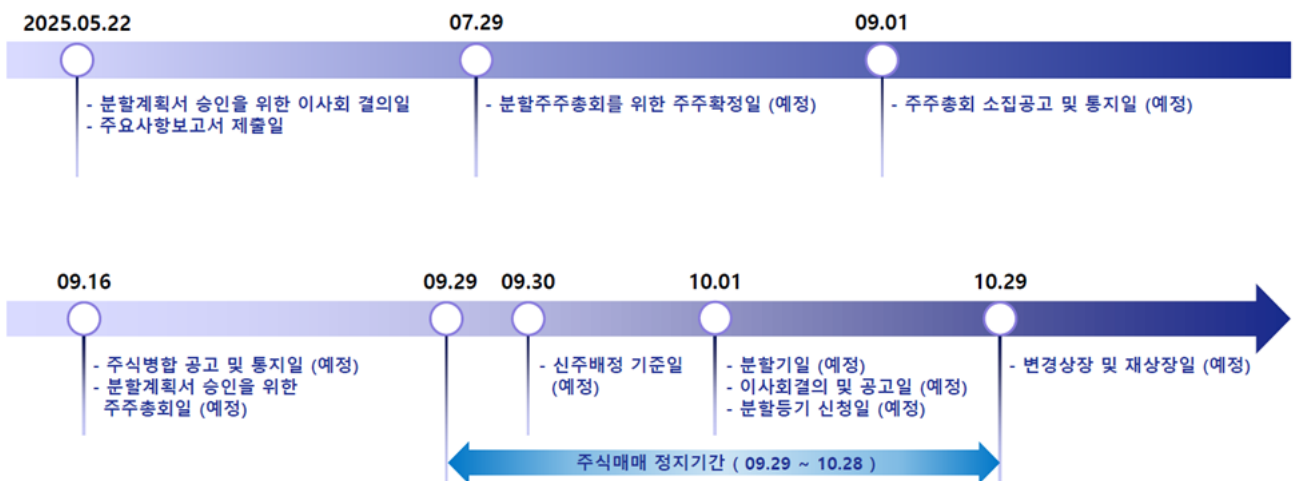 2025.05.22
07.29
09.01
- 분할계획서 승인을 위한 이사회 결의일
- 주요사항보고서 제출일
- 분할주주총회를 위한 주주확정일 (예정)
- 주주총회 소집공고 및 통지일 (예정)
09.16
09.29
09.30
10.01
10.29
- 주식병합 공고 및 통지일 (예정)
- 분할계획서 승인을 위한
주주총회일 (예정)
- 신주배정 기준일
(예정)
- 분할기일 (예정)
- 이사회결의 및 공고일 (예정)
- 분할등기 신청일 (예정)
- 변경상장 및 재상장일 (예정)
주식매매 정지기간 ( 09.29 ~ 10.28 )